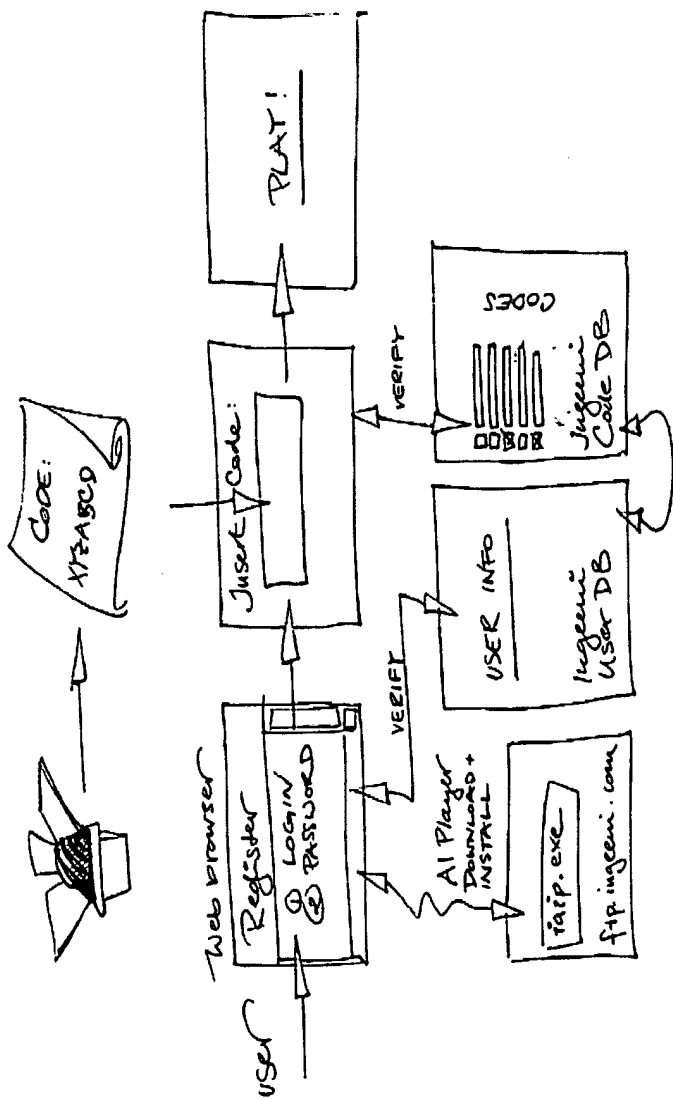 CODE:
XYZABCD
USER
Web browser
Register
① LOGIN
② PASSWORD
Insert Code:
PLAY!
VERIFY
VERIFY
AI Player
DOWNLOAD +
INSTALL
iaip.exe
ftp.ingeeni.com
USER INFO
Ingeeni
User DB
CODES
Ingeeni
Code DB